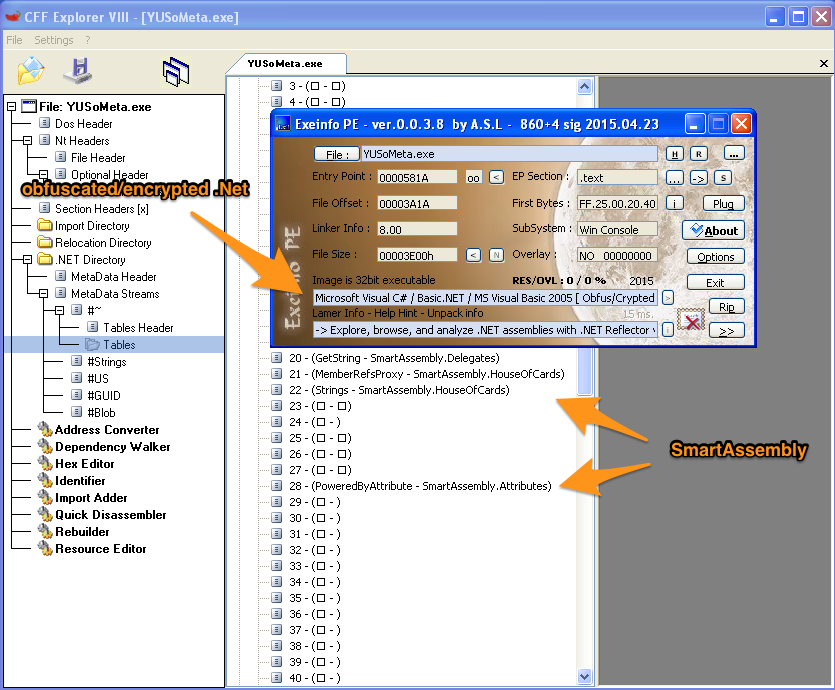 CFF Explorer VIII - [YUSoMeta.exe]
File Settings ?
YUSoMeta.exe
File: YUSoMeta.exe
Dos Header
Nt Headers
File Header
Optional Header
obfuscated/encrypted .Net
Section Headers [x]
Import Directory
Relocation Directory
.NET Directory
MetaData Header
MetaData Streams
#~
Tables Header
Tables
#Strings
#US
#GUID
#Blob
Address Converter
Dependency Walker
Hex Editor
Identifier
Import Adder
Quick Disassembler
Rebuilder
Resource Editor
3 - (□ - □)
4 - (□ - □)
Exeinfo PE - ver.0.0.3.8 by A.S.L - 860+4 sig 2015.04.23
Exeinfo PE
File : YUSoMeta.exe H R ...
Entry Point : 0000581A oo < EP Section : .text ... -> S
File Offset : 00003A1A First Bytes : FF.25.00.20.40 i Plug
Linker Info : 8.00 SubSystem : Win Console About
File Size : 00003E00h < N Overlay : NO 00000000 Options
Image is 32bit executable RES/OVL : 0 / 0 % 2015 Exit
Microsoft Visual C# / Basic.NET / MS Visual Basic 2005 [ Obfus/Crypted >
Lamer Info - Help Hint - Unpack info 15 ms. Rip
-> Explore, browse, and analyze .NET assemblies with .NET Reflector >>
20 - (GetString - SmartAssembly.Delegates)
21 - (MemberRefsProxy - SmartAssembly.HouseOfCards)
22 - (Strings - SmartAssembly.HouseOfCards)
23 - (□ - □)
24 - (□ - )
25 - (□ - □)
26 - (□ - □)
27 - (□ - □)
28 - (PoweredByAttribute - SmartAssembly.Attributes)
29 - (□ - )
30 - (□ - )
31 - (□ - )
32 - (□ - )
33 - (□ - )
34 - (□ - )
35 - (□ - )
36 - (□ - )
37 - (□ - )
38 - (□ - )
39 - (□ - )
40 - (□ - )
SmartAssembly